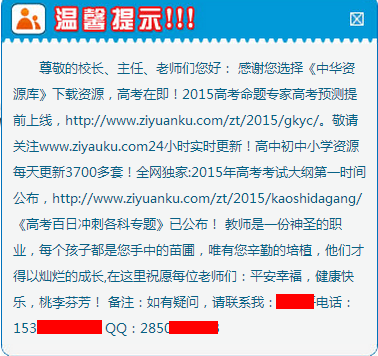 温馨提示!!!
尊敬的校长、主任、老师们您好： 感谢您选择《中华资
源库》下载资源，高考在即！2015高考命题专家高考预测提
前上线，http://www.ziyuanku.com/zt/2015/gkyc/。敬请
关注www.ziyauku.com24小时实时更新！高中初中小学资源
每天更新3700多套！全网独家:2015年高考考试大纲第一时间
公布，http://www.ziyuanku.com/zt/2015/kaoshidagang/
《高考百日冲刺各科专题》已公布！ 教师是一份神圣的职
业，每个孩子都是您手中的苗圃，唯有您辛勤的培植，他们才
得以灿烂的成长,在这里祝愿每位老师们：平安幸福，健康快
乐，桃李芬芳！ 备注：如有疑问，请联系我： 电话：
153 QQ：2850